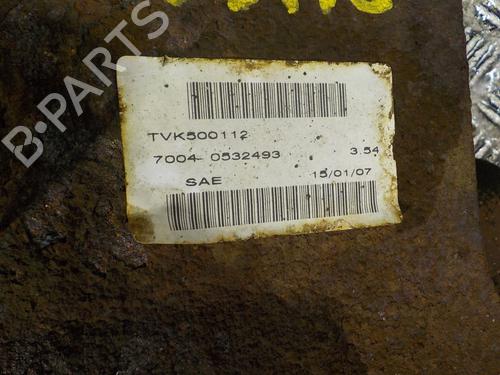 B-PARTS
TVK500112
7004 0532493 3.54
SAE 15/01/07